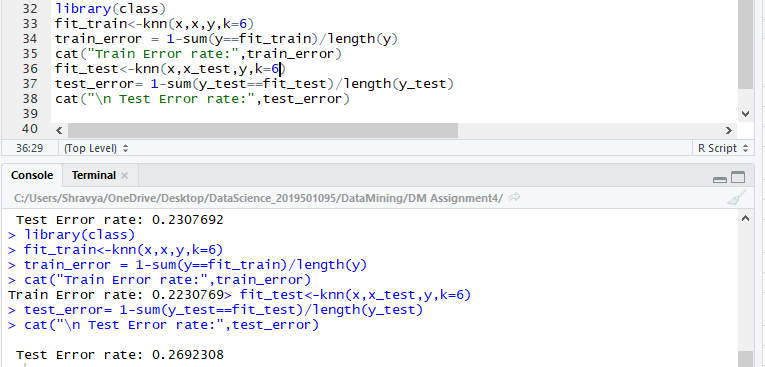 32 library(class)
33 fit_train<-knn(x,x,y,k=6)
34 train_error = 1-sum(y==fit_train)/length(y)
35 cat("Train Error rate:",train_error)
36 fit_test<-knn(x,x_test,y,k=6)
37 test_error= 1-sum(y_test==fit_test)/length(y_test)
38 cat("\n Test Error rate:",test_error)
39
40
36:29 (Top Level) R Script
Console Terminal
C:/Users/Shravya/OneDrive/Desktop/DataScience_2019501095/DataMining/DM Assignment4/
Test Error rate: 0.2307692
> library(class)
> fit_train<-knn(x,x,y,k=6)
> train_error = 1-sum(y==fit_train)/length(y)
> cat("Train Error rate:",train_error)
Train Error rate: 0.2230769> fit_test<-knn(x,x_test,y,k=6)
> test_error= 1-sum(y_test==fit_test)/length(y_test)
> cat("\n Test Error rate:",test_error)
Test Error rate: 0.2692308